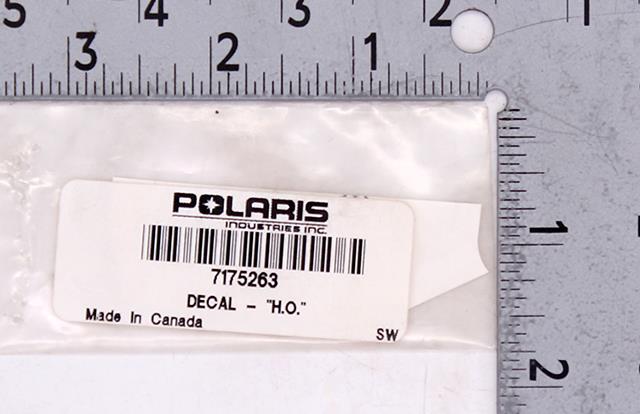 5 4 3 2 1
3 2 1
POLARIS
INDUSTRIES INC.
7175263
DECAL - "H.O."
Made In Canada
SW
1
2